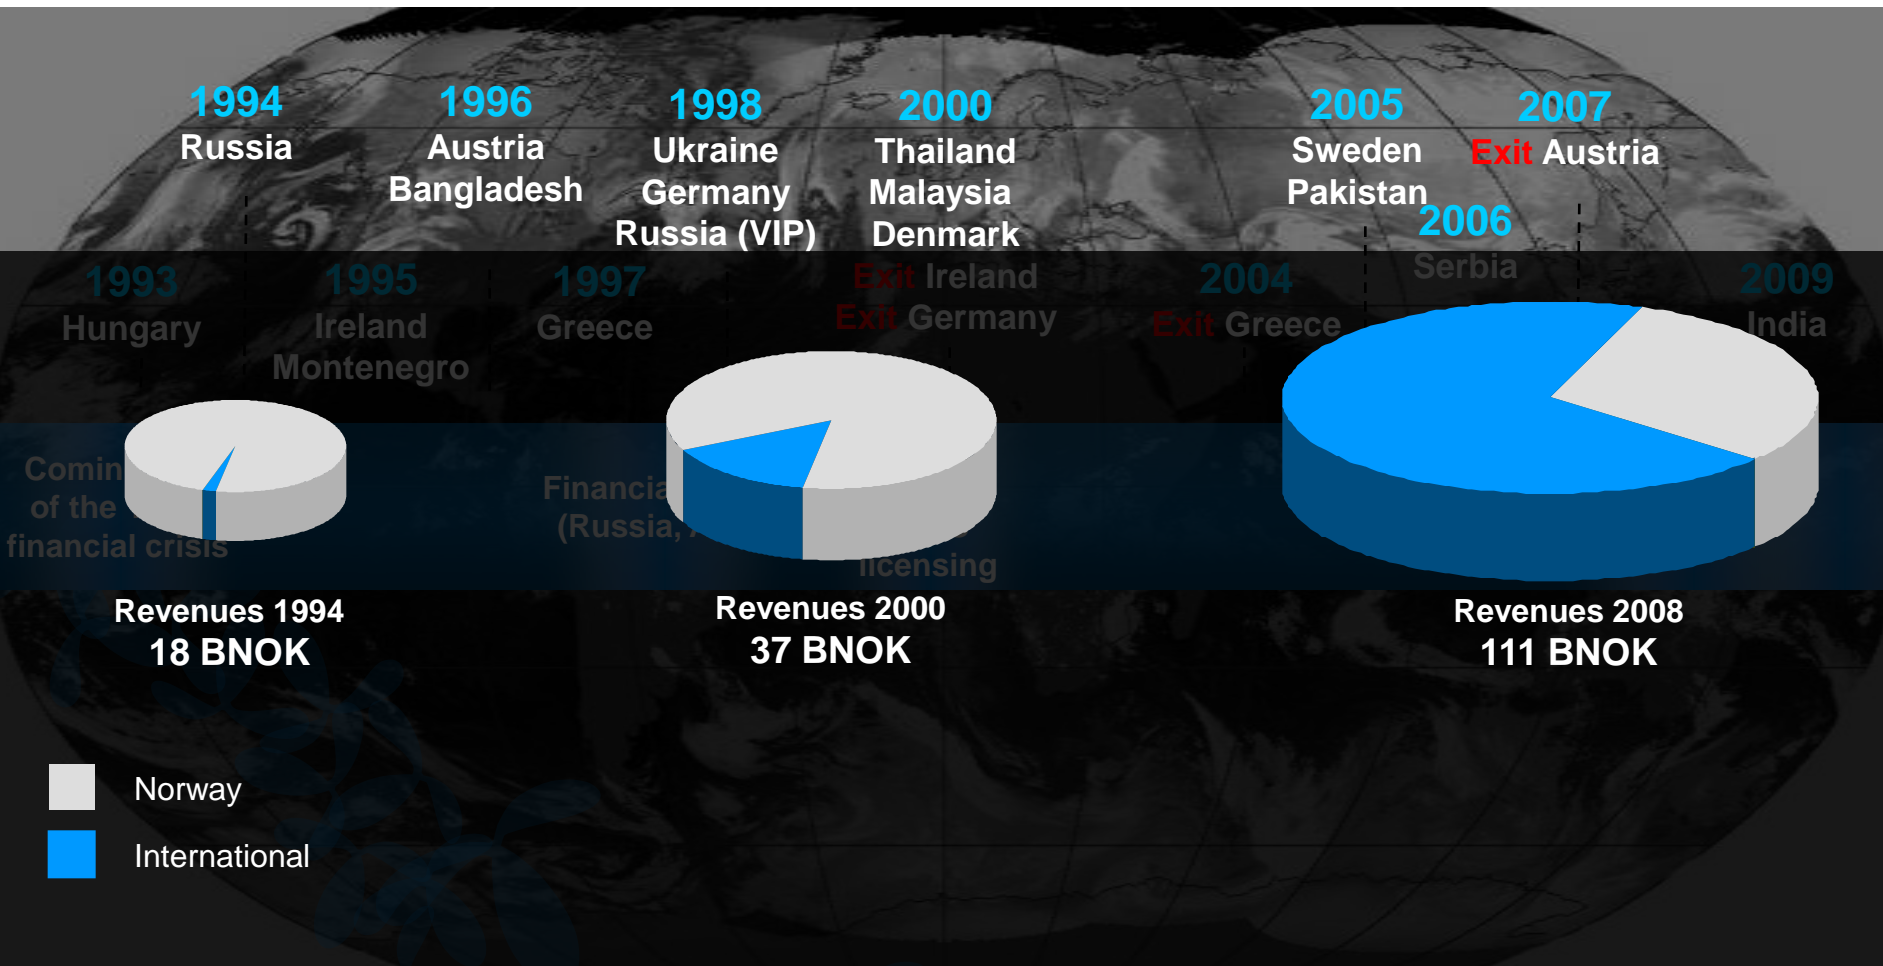 1994
Russia
1996
Austria
Bangladesh
1998
Ukraine
Germany
Russia (VIP)
2000
Thailand
Malaysia
Denmark
Exit Ireland
Exit Germany
2005
Sweden
Pakistan
2007
Exit Austria
2006
Serbia
1993
Hungary
1995
Ireland
Montenegro
1997
Greece
2004
Exit Greece
2009
India
of the
financial crisis
(Russia,
licensing
Revenues 1994
18 BNOK
Revenues 2000
37 BNOK
Revenues 2008
111 BNOK
Norway
International